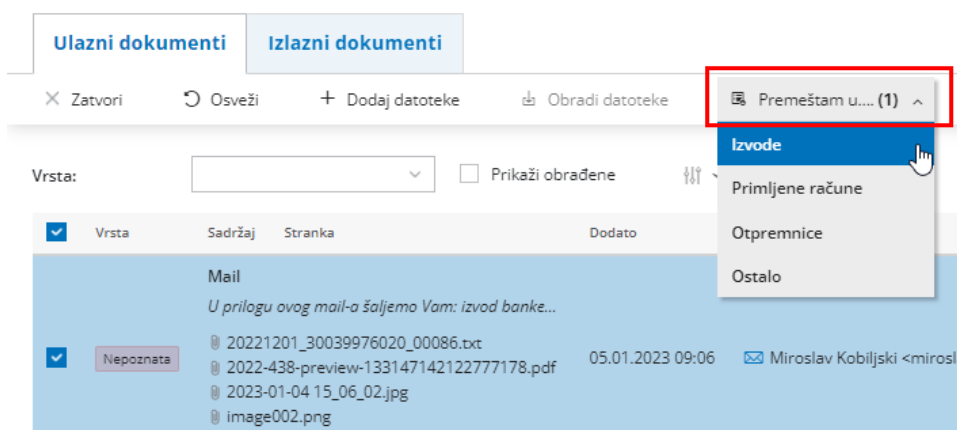 Ulazni dokumenti Izlazni dokumenti
Zatvori Osveži Dodaj datoteke Obradi datoteke Premeštam u.... (1)
Izvode
Primljene račune
Otpremnice
Ostalo
Vrsta: Prikaži obrađene
Vrsta Sadržaj Stranka Dodato
Mail
U prilogu ovog mail-a šaljemo Vam: izvod banke...
20221201_30039976020_00086.txt
Nepoznata 2022-438-preview-133147142122777178.pdf 05.01.2023 09:06 Miroslav Kobiljski <mirosl
2023-01-04 15_06_02.jpg
image002.png